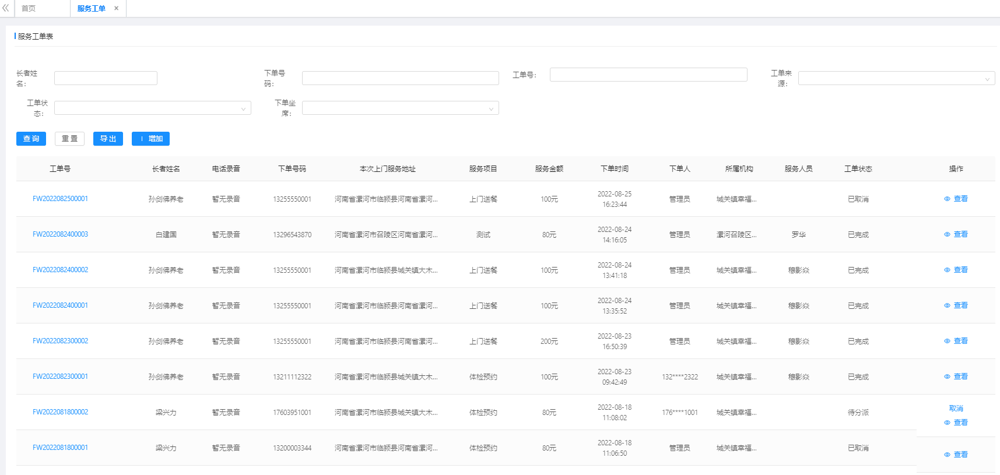 首页 服务工单 ×
服务工单表
长者姓名：
下单号码：
工单号：
工单来源：
工单状态：
下单坐席：
查询 重置 导出 增加
工单号 长者姓名 电话录音 下单号码 本次上门服务地址 服务项目 服务金额 下单时间 下单人 所属机构 服务人员 工单状态 操作
FW2022082500001 孙剑佛养老 暂无录音 13255550001 河南省漯河市临颍县河南省漯河... 上门送餐 100元 2022-08-25 16:23:44 管理员 城关镇幸福... 已取消 查看
FW2022082400003 白建国 暂无录音 13296543870 河南省漯河市召陵区河南省漯河... 测试 80元 2022-08-24 14:16:05 管理员 漯河召陵区... 罗华 已完成 查看
FW2022082400002 孙剑佛养老 暂无录音 13255550001 河南省漯河市临颍县城关镇大木... 上门送餐 100元 2022-08-24 13:41:18 管理员 城关镇幸福... 穆影焱 已完成 查看
FW2022082400001 孙剑佛养老 暂无录音 13255550001 河南省漯河市临颍县河南省漯河... 上门送餐 100元 2022-08-24 13:35:52 管理员 城关镇幸福... 穆影焱 已完成 查看
FW2022082300002 孙剑佛养老 暂无录音 13255550001 河南省漯河市临颍县河南省漯河... 上门送餐 200元 2022-08-23 16:50:39 管理员 城关镇幸福... 穆影焱 已完成 查看
FW2022082300001 孙剑佛养老 暂无录音 13211112322 河南省漯河市临颍县城关镇大木... 体检预约 100元 2022-08-23 09:42:49 132****2322 城关镇幸福... 穆影焱 已完成 查看
FW2022081800002 梁兴力 暂无录音 17603951001 河南省漯河市临颍县城关镇大木... 体检预约 80元 2022-08-18 11:08:02 176****1001 城关镇幸福... 待分派 取消 查看
FW2022081800001 梁兴力 暂无录音 13200003344 河南省漯河市临颍县河南省漯河... 体检预约 80元 2022-08-18 11:06:50 管理员 城关镇幸福... 已取消 查看